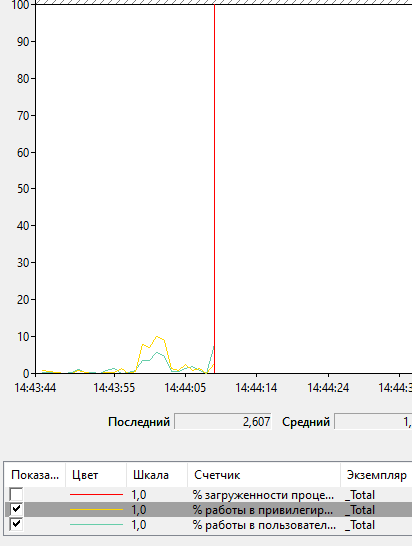 100
90
80
70
60
50
40
30
20
10
0
14:43:44 14:43:55 14:44:05 14:44:14 14:44:24 14:44:3
Последний 2,607 Средний 1,
Показа... Цвет Шкала Счетчик Экземпляр
1,0 % загруженности проце... _Total
1,0 % работы в привилегир... _Total
1,0 % работы в пользовател... _Total